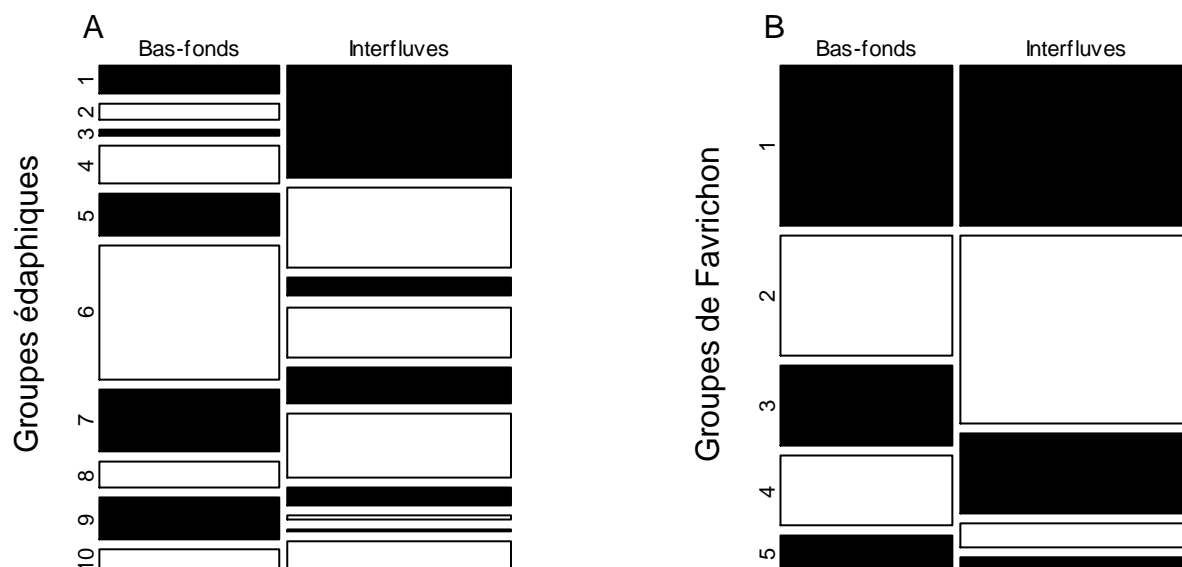 A
Bas-fonds Interfluves
Groupes édaphiques
1
2
3
4
5
6
7
8
9
10
B
Bas-fonds Interfluves
Groupes de Favrichon
1
2
3
4
5